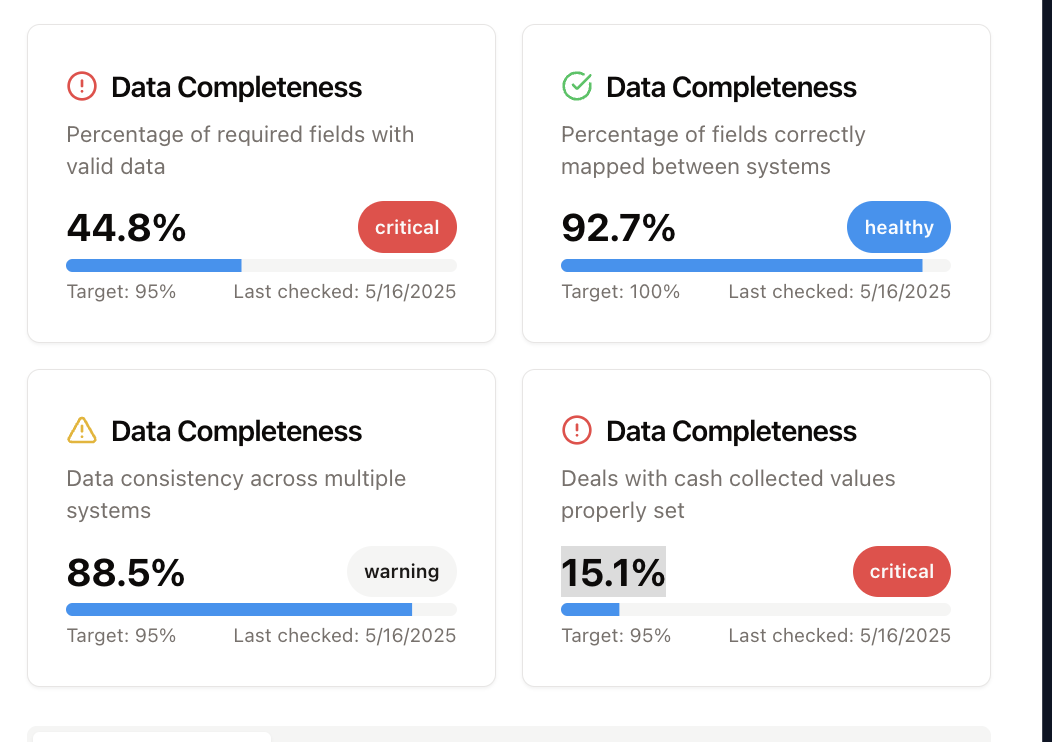 Data Completeness
Percentage of required fields with
valid data
44.8%
critical
Target: 95%
Last checked: 5/16/2025
Data Completeness
Percentage of fields correctly
mapped between systems
92.7%
healthy
Target: 100%
Last checked: 5/16/2025
Data Completeness
Data consistency across multiple
systems
88.5%
warning
Target: 95%
Last checked: 5/16/2025
Data Completeness
Deals with cash collected values
properly set
15.1%
critical
Target: 95%
Last checked: 5/16/2025